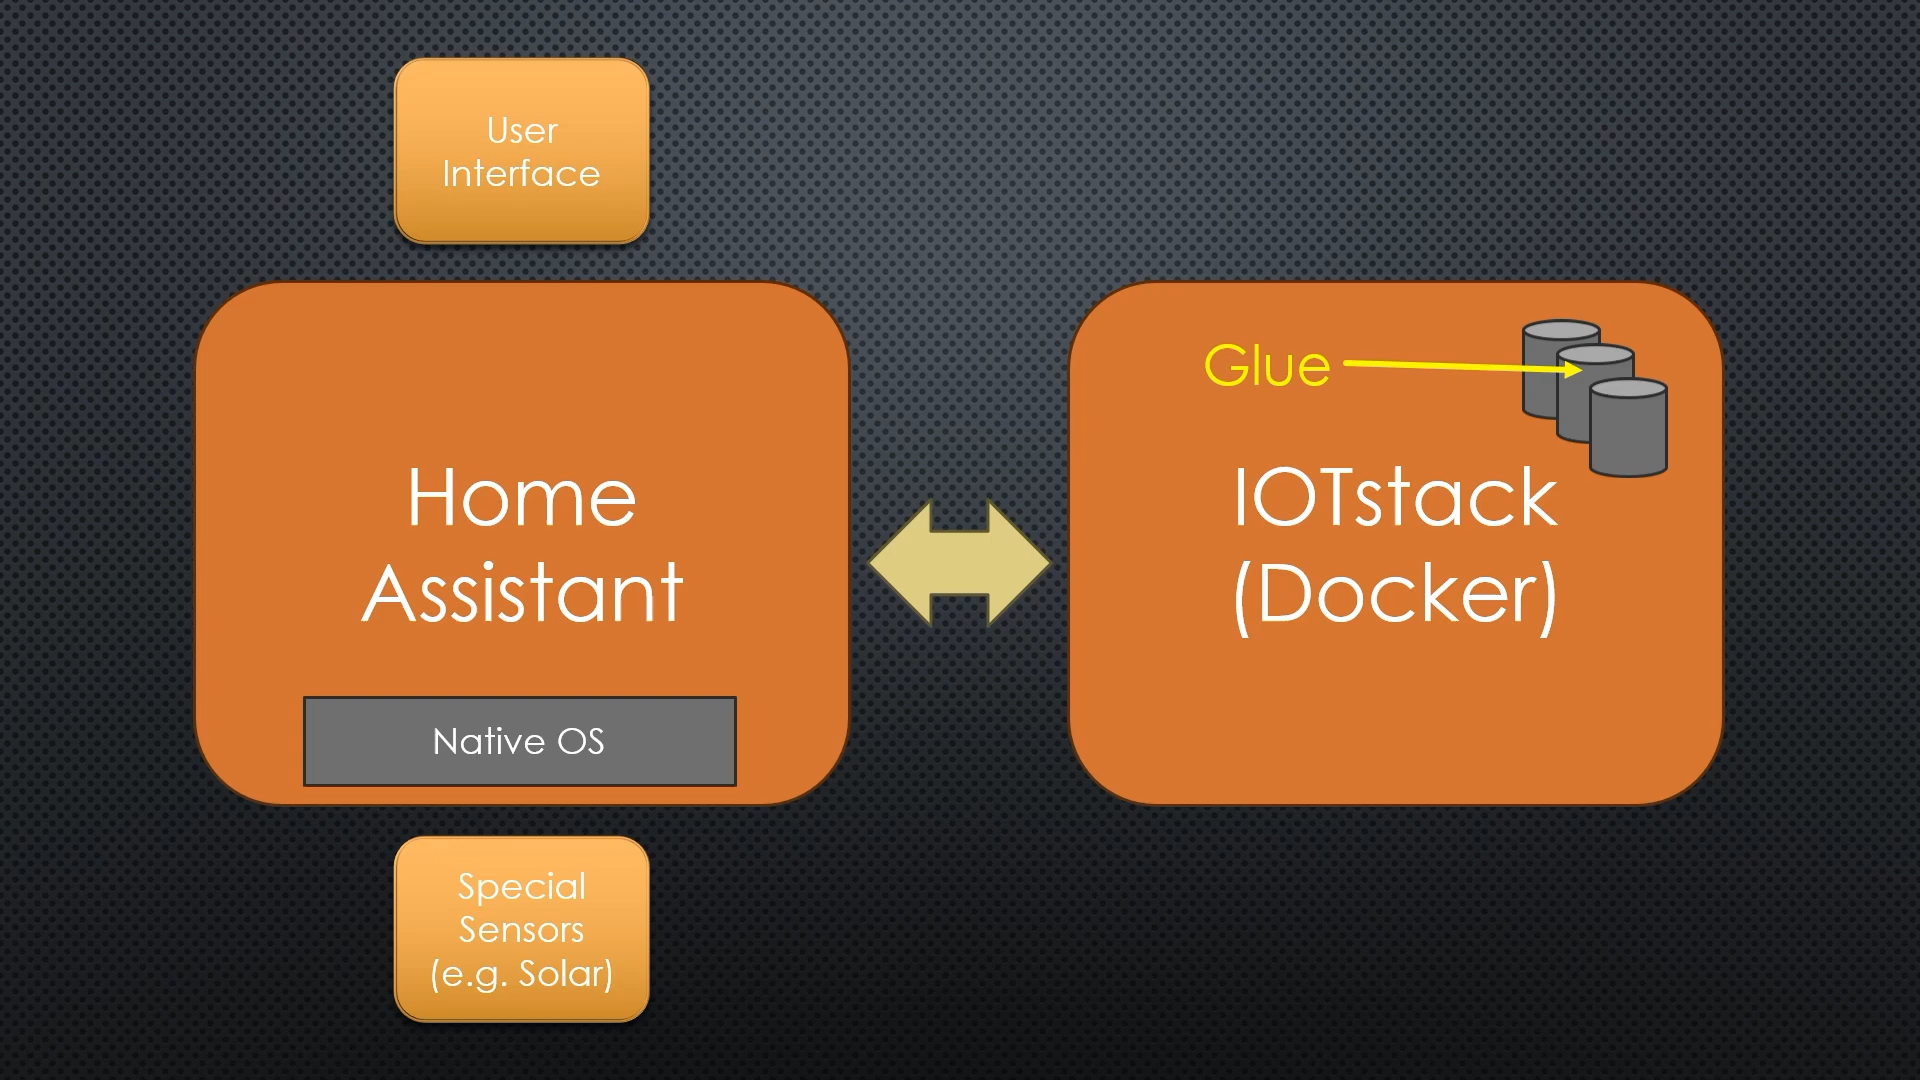 User
Interface
Glue
Home
Assistant
IOTstack
(Docker)
Native OS
Special
Sensors
(e.g. Solar)